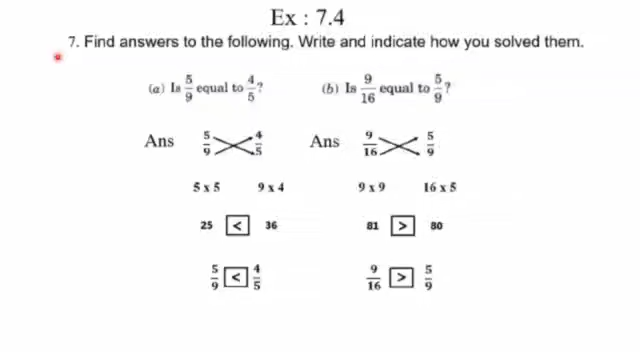 Ex : 7.4
7. Find answers to the following. Write and indicate how you solved them.
(a) Is 5/9 equal to 4/5? (b) Is 9/16 equal to 5/9?
Ans 5/9 4/5 Ans 9/16 5/9
5 x 5 9 x 4 9 x 9 16 x 5
25 < 36 81 > 80
5/9 < 4/5 9/16 > 5/9